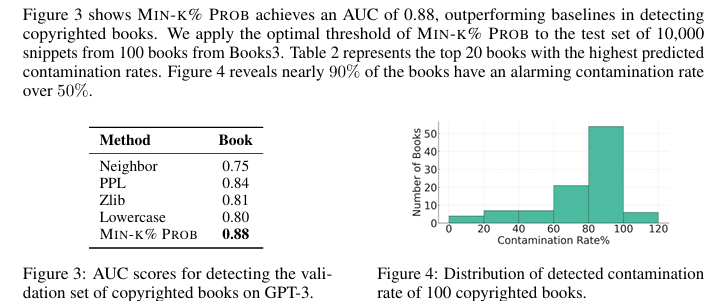 Figure 3 shows MIN-K% PROB achieves an AUC of 0.88, outperforming baselines in detecting
copyrighted books. We apply the optimal threshold of MIN-K% PROB to the test set of 10,000
snippets from 100 books from Books3. Table 2 represents the top 20 books with the highest predicted
contamination rates. Figure 4 reveals nearly 90% of the books have an alarming contamination rate
over 50%.
Method Book
Neighbor 0.75
PPL 0.84
Zlib 0.81
Lowercase 0.80
MIN-K% PROB 0.88
Figure 3: AUC scores for detecting the vali-
dation set of copyrighted books on GPT-3.
Number of Books
50
40
30
20
10
0
0 20 40 60 80 100 120
Contamination Rate%
Figure 4: Distribution of detected contamination
rate of 100 copyrighted books.